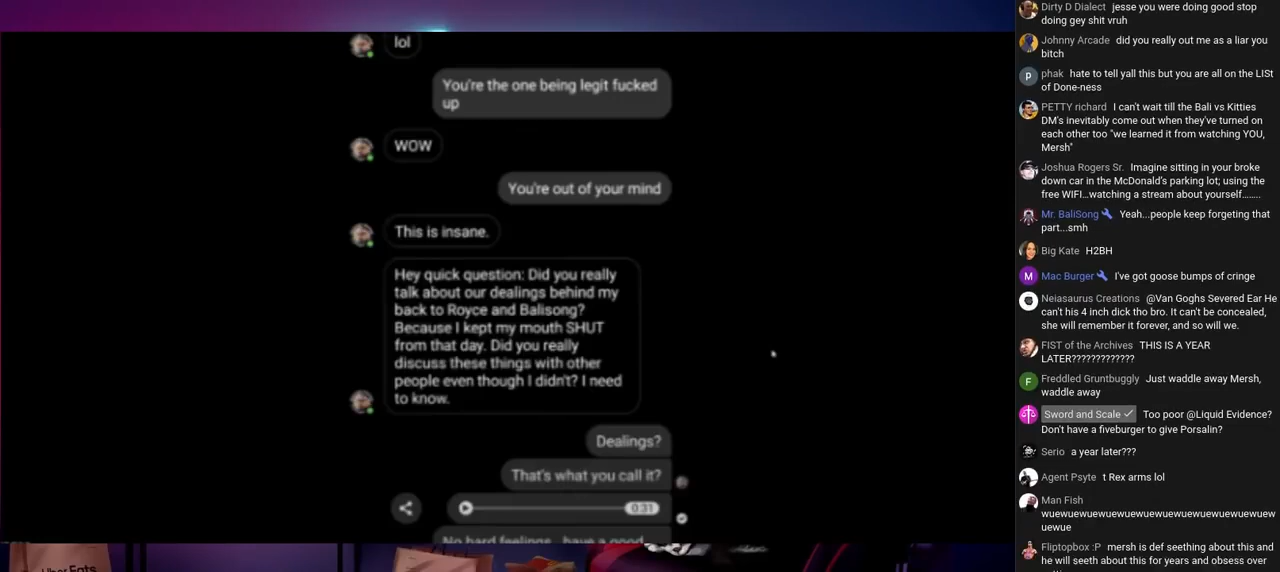 lol
You're the one being legit fucked
up
WOW
You're out of your mind
This is insane.
Hey quick question: Did you really
talk about our dealings behind my
back to Royce and Balisong?
Because I kept my mouth SHUT
from that day. Did you really
discuss these things with other
people even though I didn't? I need
to know.
Dealings?
That's what you call it?
0:31
No hard feelings.. have a good
Uber Eats
Dirty D Dialect jesse you were doing good stop
doing gey shit vruh
Johnny Arcade did you really out me as a liar you
bitch
p phak hate to tell yall this but you are all on the LISt
of Done-ness
PETTY richard I can't wait till the Bali vs Kitties
DM's inevitably come out when they've turned on
each other too "we learned it from watching YOU,
Mersh"
Joshua Rogers Sr. Imagine sitting in your broke
down car in the McDonald's parking lot; using the
free WIFI...watching a stream about yourself........
Mr. BaliSong Yeah...people keep forgeting that
part...smh
Big Kate H2BH
M Mac Burger I've got goose bumps of cringe
Neiasaurus Creations @Van Goghs Severed Ear He
can't his 4 inch dick tho bro. It can't be concealed,
she will remember it forever, and so will we.
FIST of the Archives THIS IS A YEAR
LATER?????????????
F Freddled Gruntbuggly Just waddle away Mersh,
waddle away
Sword and Scale Too poor @Liquid Evidence?
Don't have a fiveburger to give Porsalin?
Serio a year later???
Agent Psyte t Rex arms lol
Man Fish
wuewuewuewuewuewuewuewuewuewuewuewuew
uewue
Fliptopbox :P mersh is def seething about this and
he will seeth about this for years and obsess over